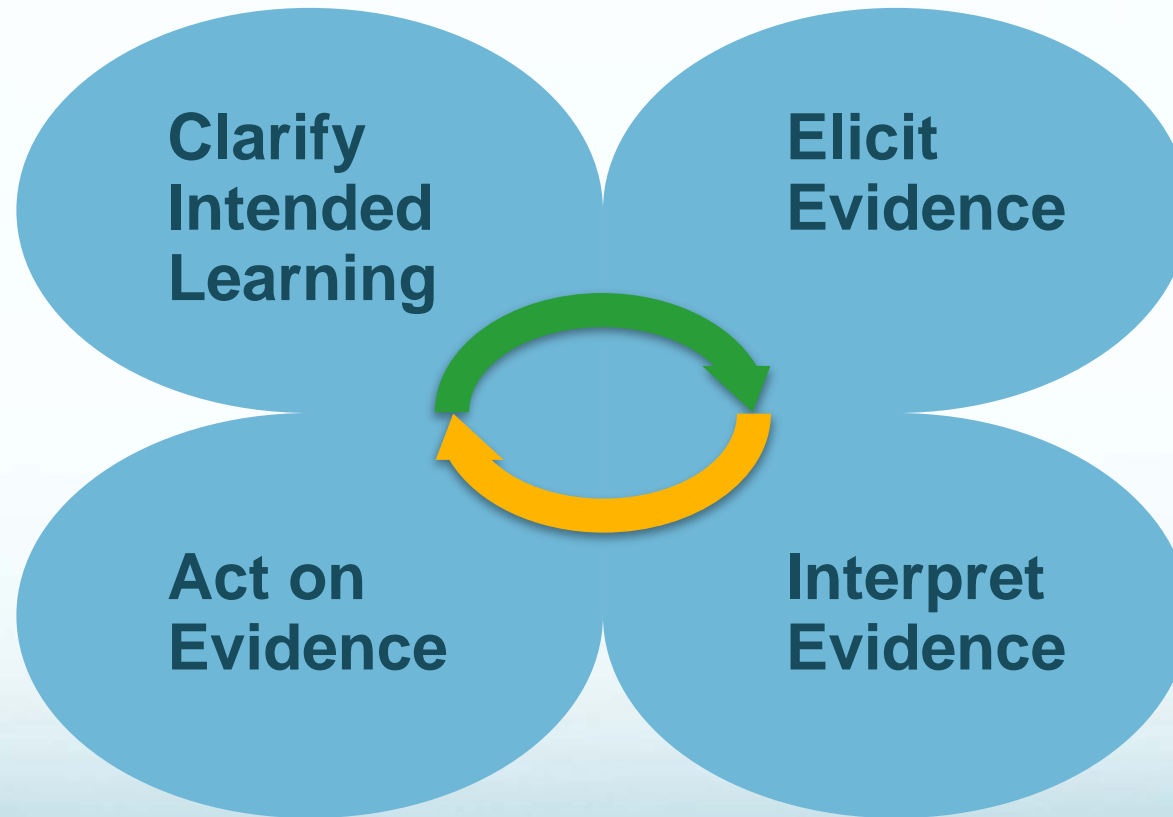 Clarify
Intended
Learning
Elicit
Evidence
Act on
Evidence
Interpret
Evidence